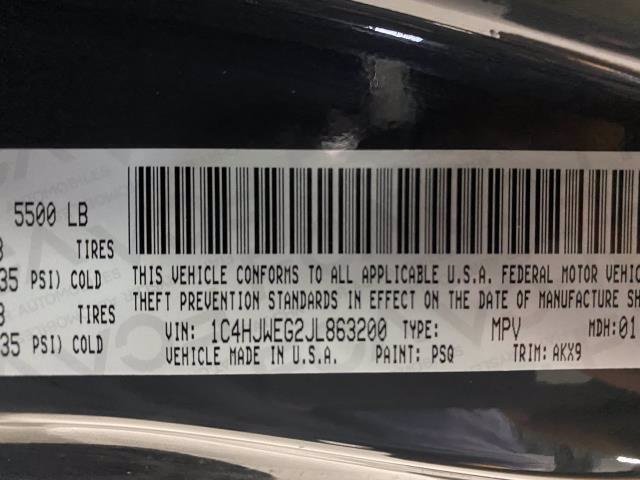 5500 LB
TIRES
35 PSI) COLD
TIRES
35 PSI) COLD
THIS VEHICLE CONFORMS TO ALL APPLICABLE U.S.A. FEDERAL MOTOR
THEFT PREVENTION STANDARDS IN EFFECT ON THE DATE OF MANUFACTURE
VIN: 1C4HJWEG2JL863200 TYPE: MPV MDH:01
VEHICLE MADE IN U.S.A. PAINT: PSQ TRIM: AKX9